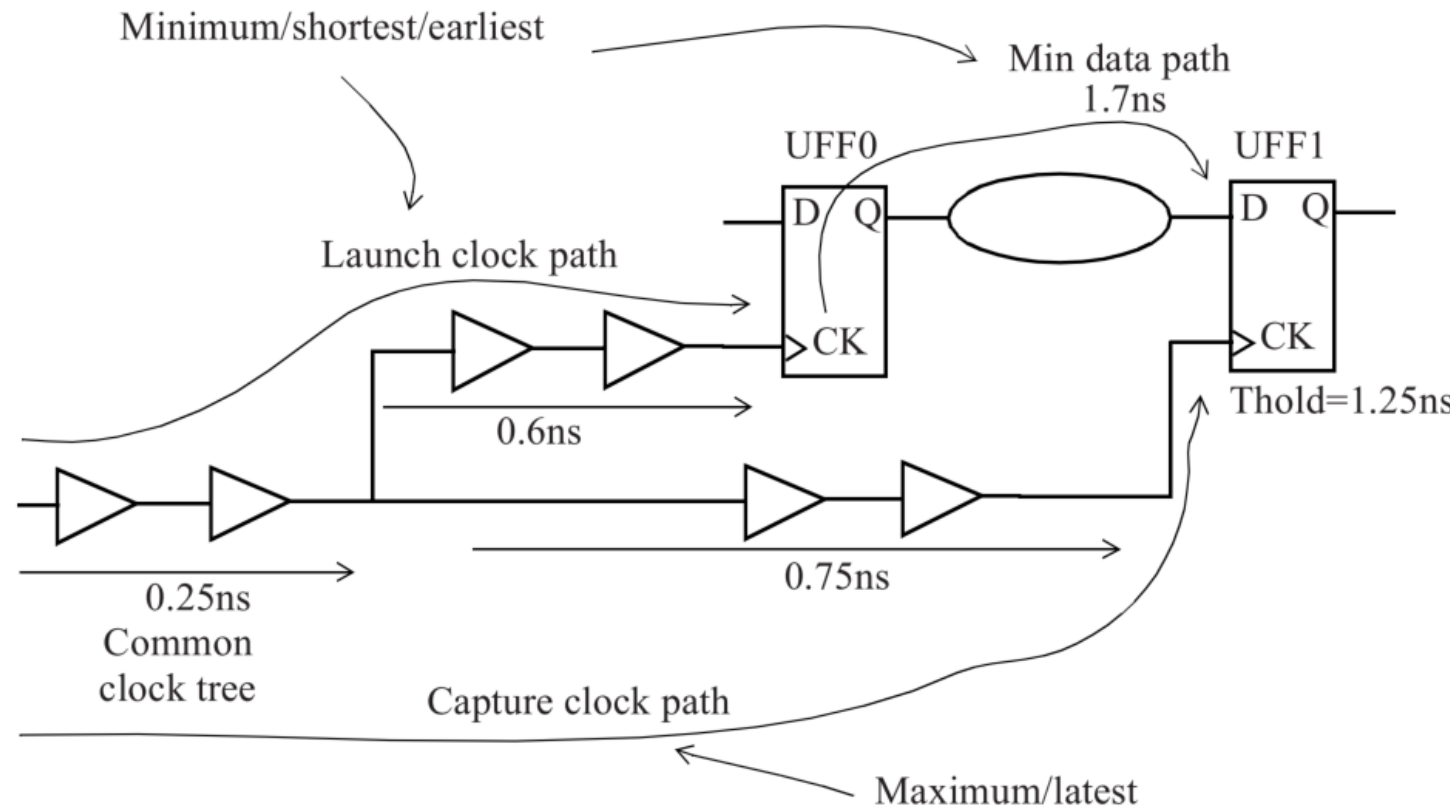 Minimum/shortest/earliest
Min data path
1.7ns
UFF0
UFF1
D Q
D Q
Launch clock path
CK
CK
Thold=1.25ns
0.6ns
0.75ns
0.25ns
Common
clock tree
Capture clock path
Maximum/latest